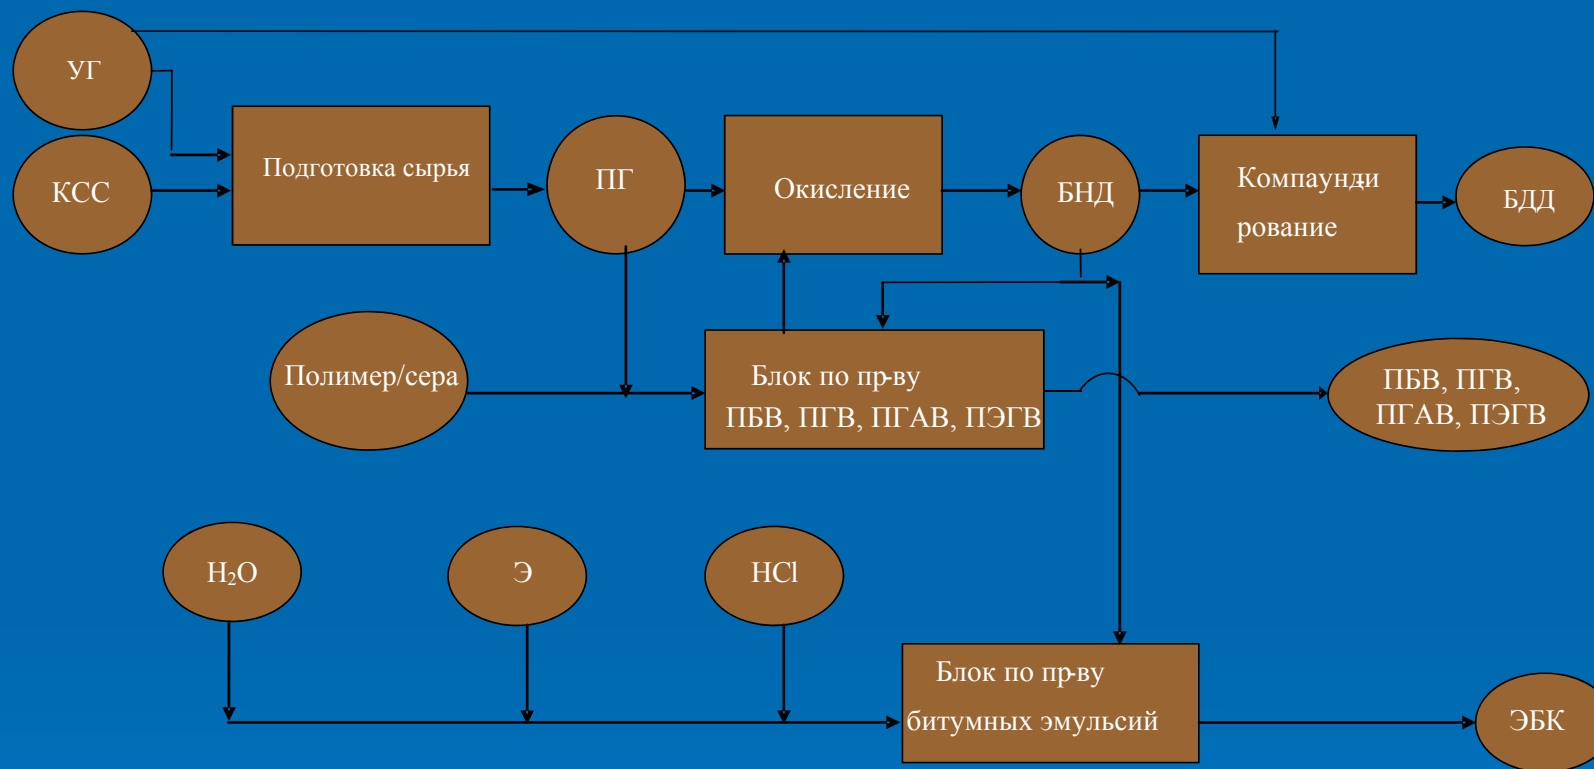 УГ
КСС
Подготовка сырья
ПГ
Окисление
БНД
Компаунди-
рование
БДД
Полимер/сера
Блок по пр-ву
ПБВ, ПГВ, ПГАВ, ПЭГВ
ПБВ, ПГВ,
ПГАВ, ПЭГВ
H₂O
Э
HCl
Блок по пр-ву
битумных эмульсий
ЭБК